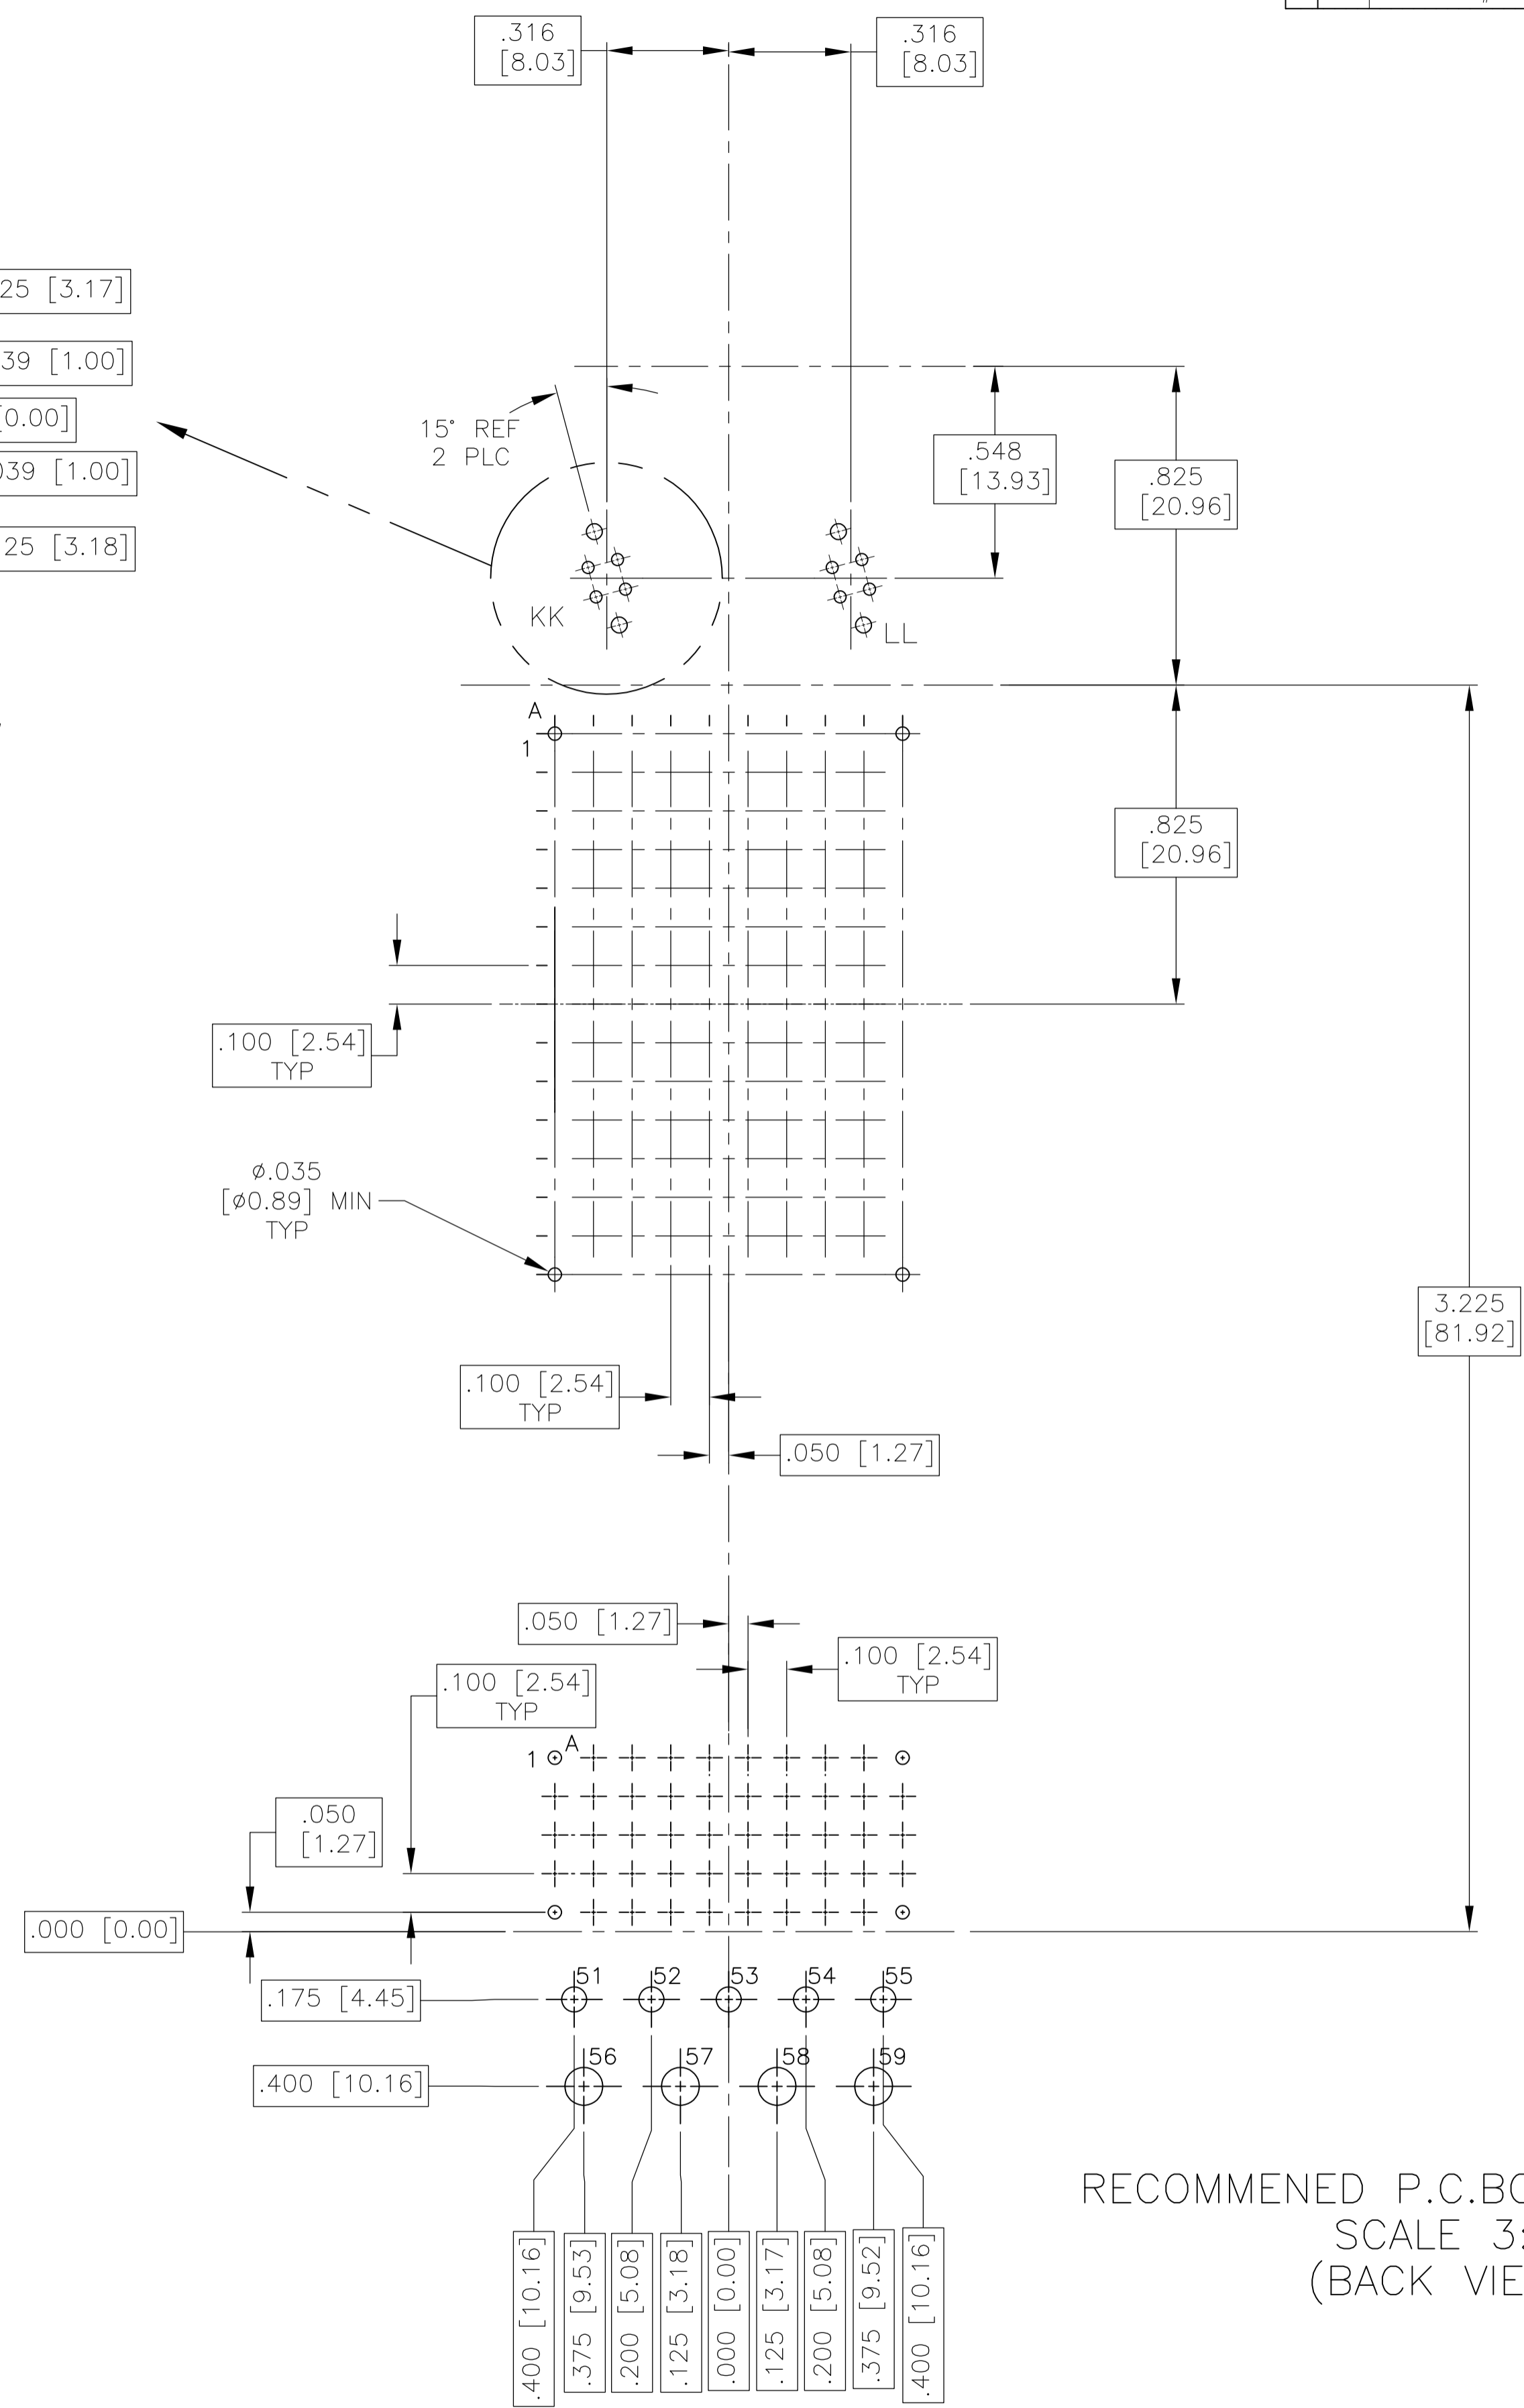 .316
[8.03]
.316
[8.03]
25 [3.17]
39 [1.00]
[0.00]
039 [1.00]
25 [3.18]
15° REF
2 PLC
.548
[13.93]
.825
[20.96]
KK
LL
A
1
.825
[20.96]
.100 [2.54]
TYP
ø.035
[ø0.89] MIN
TYP
3.225
[81.92]
.100 [2.54]
TYP
.050 [1.27]
.050 [1.27]
.100 [2.54]
TYP
.100 [2.54]
TYP
1
A
.050
[1.27]
.000 [0.00]
51 52 53 54 55
.175 [4.45]
56 57 58 59
.400 [10.16]
.400 [10.16]
.375 [9.53]
.200 [5.08]
.125 [3.18]
.000 [0.00]
.125 [3.17]
.200 [5.08]
.375 [9.52]
.400 [10.16]
RECOMMENED P.C.BO
SCALE 3:
(BACK VIE